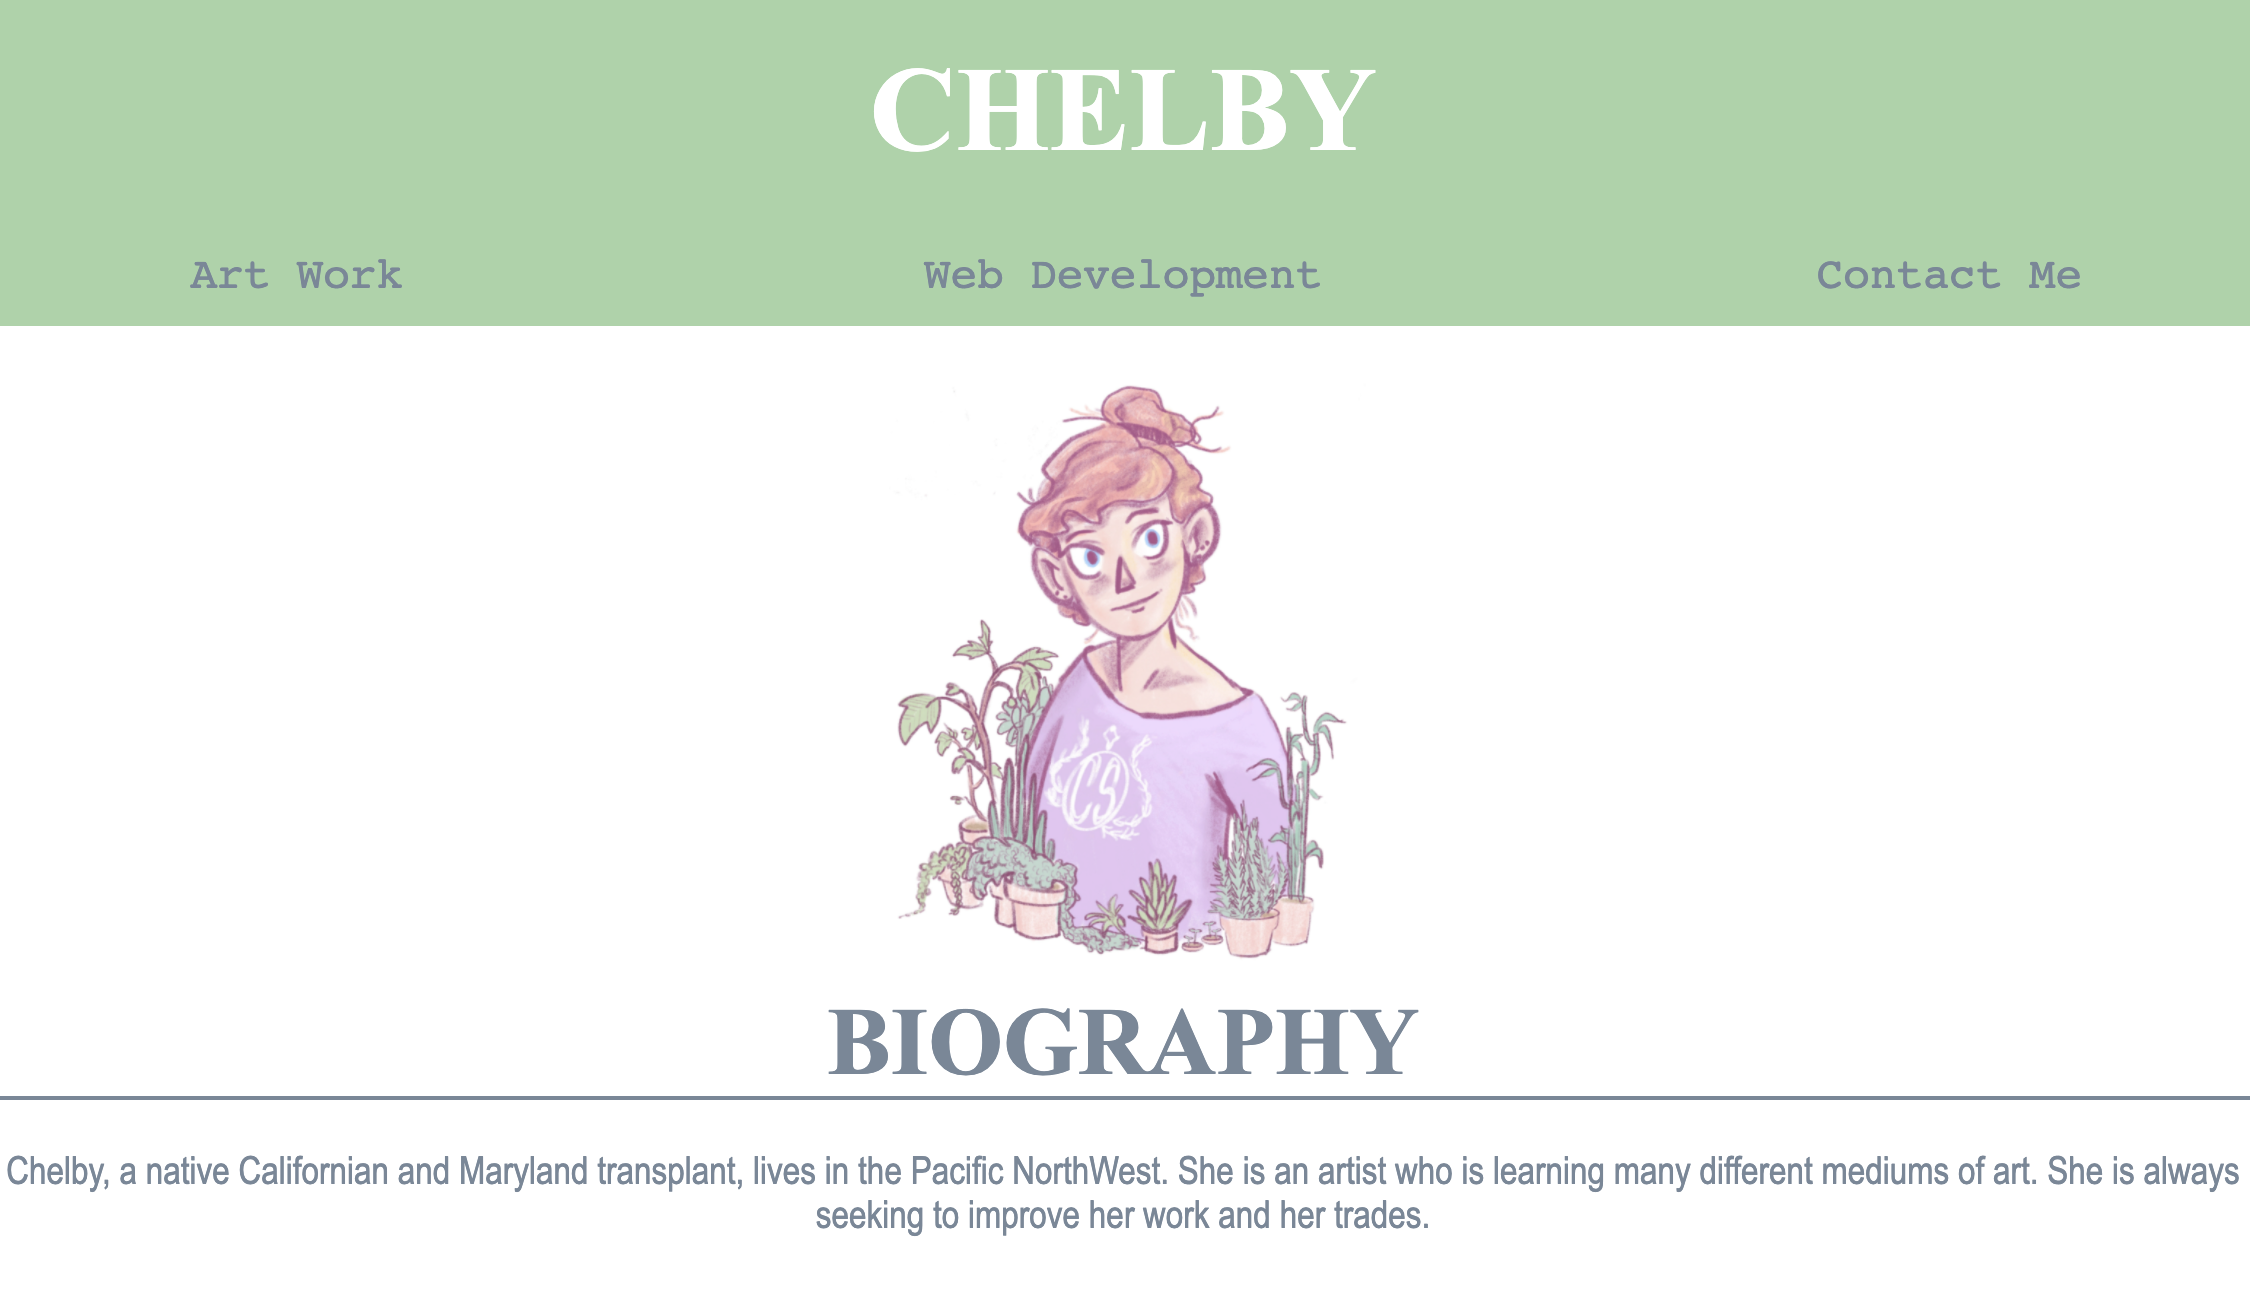 CHELBY
Art Work
Web Development
Contact Me
CS
BIOGRAPHY
Chelby, a native Californian and Maryland transplant, lives in the Pacific NorthWest. She is an artist who is learning many different mediums of art. She is always
seeking to improve her work and her trades.